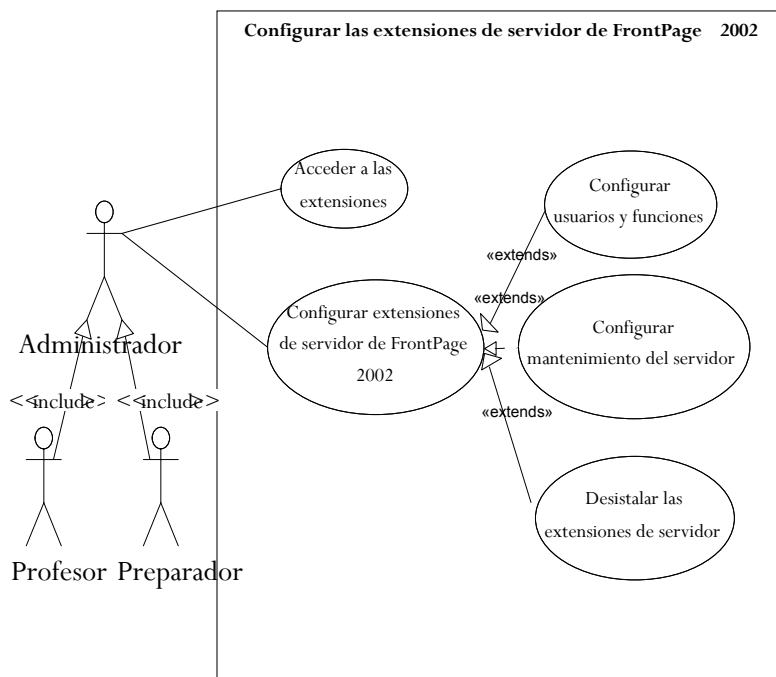 Configurar las extensiones de servidor de FrontPage 2002
Acceder a las
extensiones
Configurar
usuarios y funciones
«extends»
«extends»
Configurar extensiones
de servidor de FrontPage
2002
Configurar
mantenimiento del servidor
Administrador
<<include>
<<include>
«extends»
Desistalar las
extensiones de servidor
Profesor
Preparador